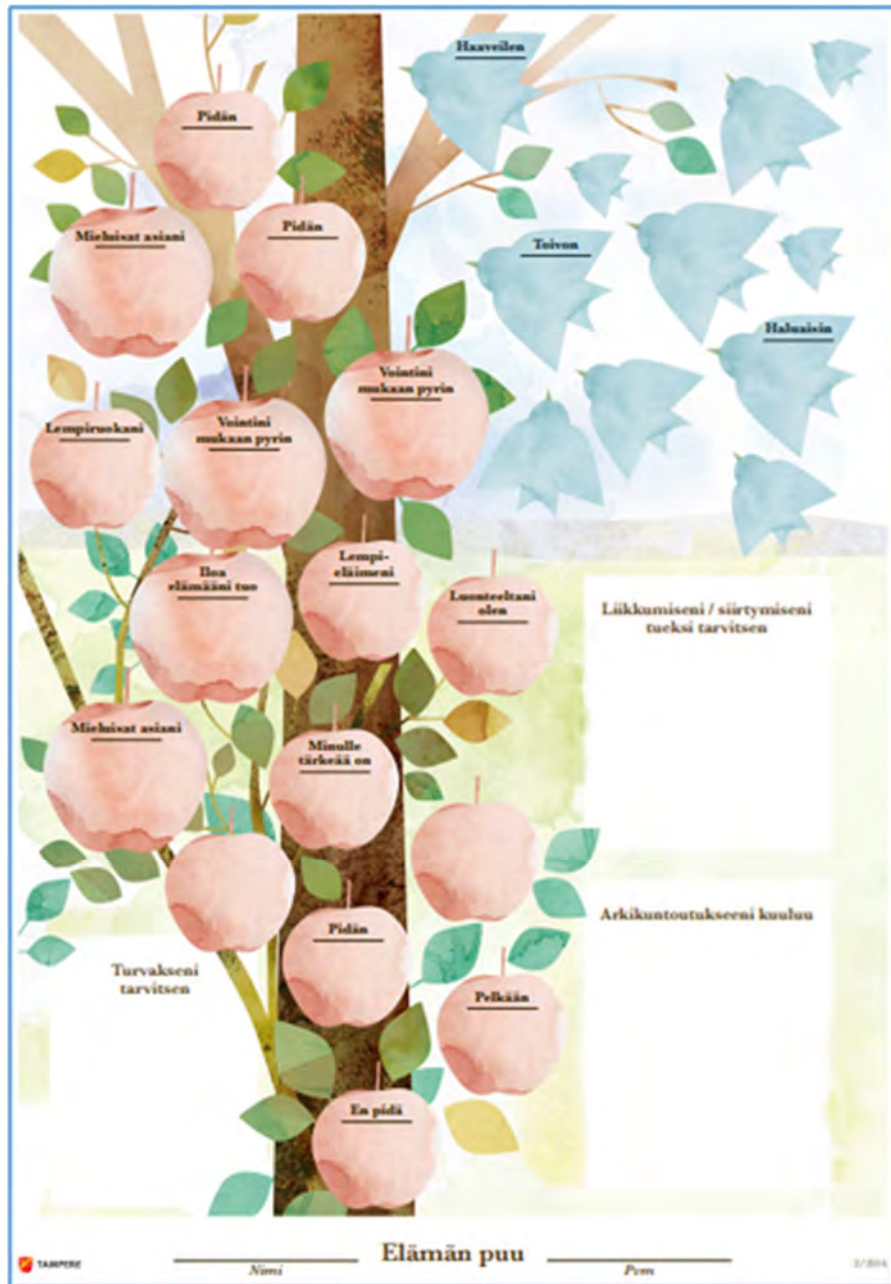 Haaveilen
Pidän
Mieluisat asiani
Pidän
Toivon
Haluaisin
Vointini
mukaan pyrin
Lempiruokani
Vointini
mukaan pyrin
Iloa
elämääni tuo
Lempi-
eläimeni
Luonteeltani
olen
Liikkumiseni / siirtymiseni
tueksi tarvitsen
Mieluisat asiani
Minulle
tärkeää on
Arkikuntoutukseeni kuuluu
Pidän
Turvakseni
tarvitsen
Pelkään
En pidä
Elämän puu
TAMPERE
Nimi
Pvm